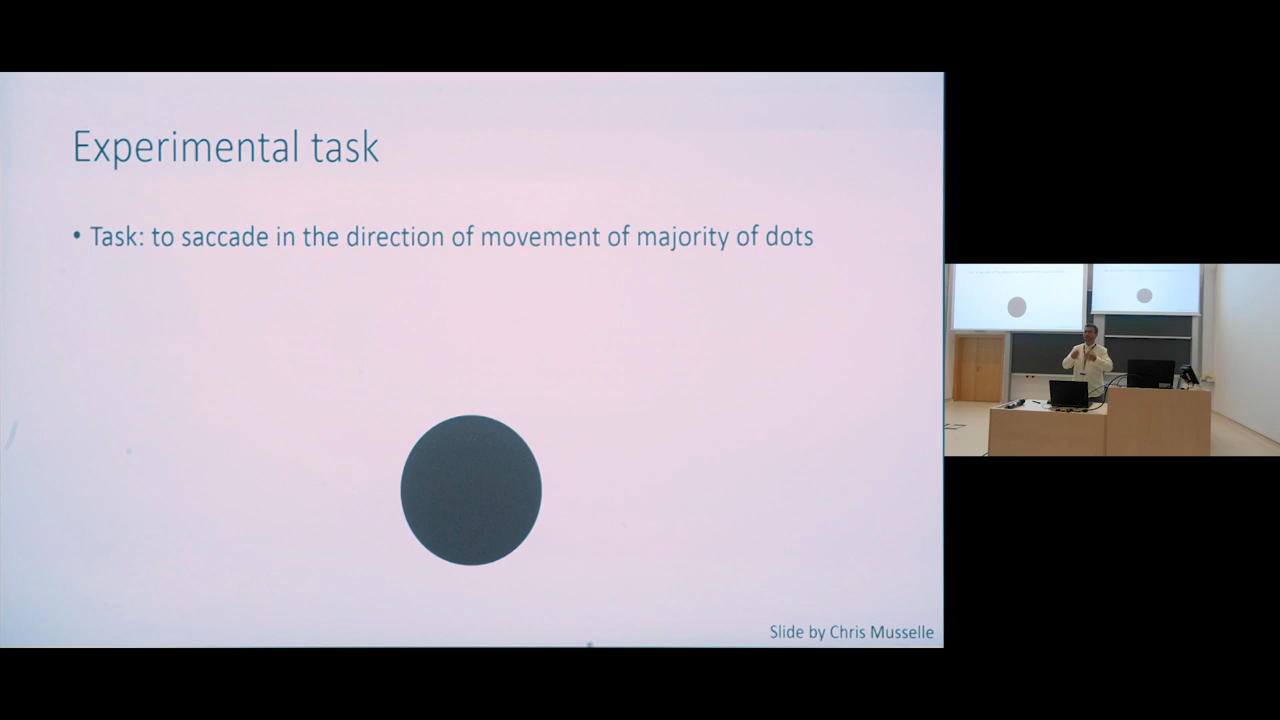 Experimental task
• Task: to saccade in the direction of movement of majority of dots
Slide by Chris Musselle